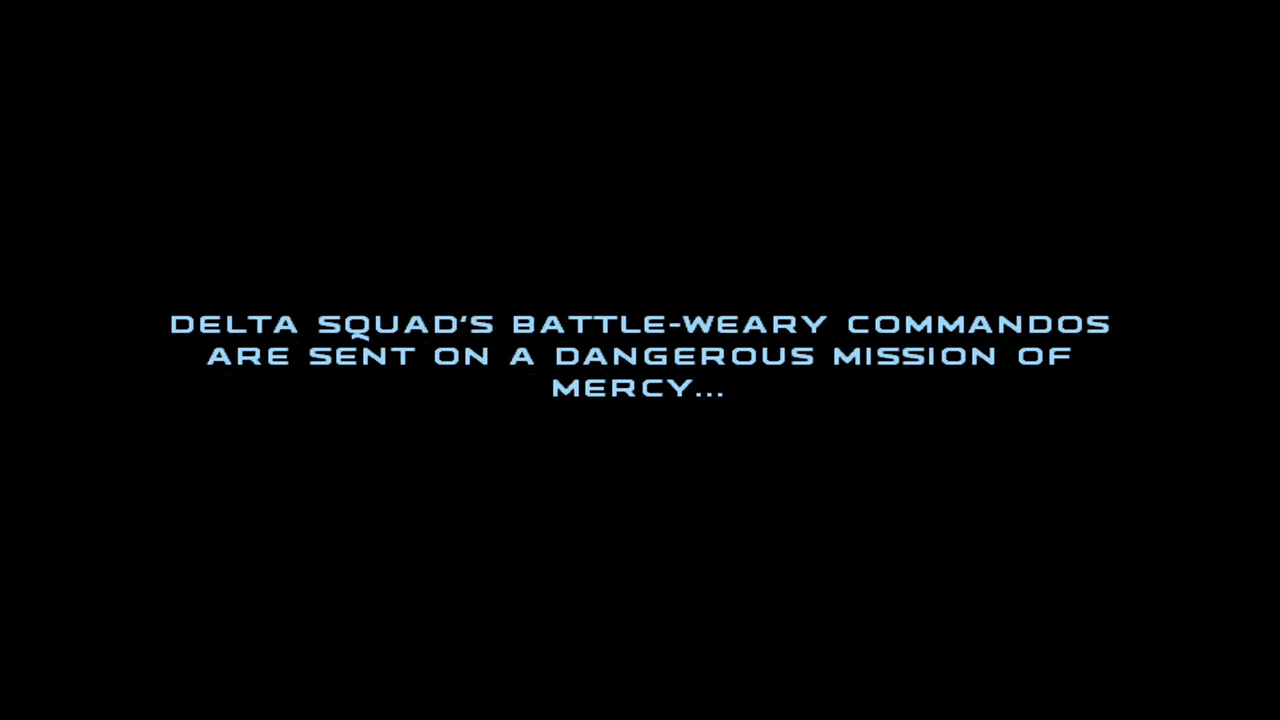 DELTA SQUAD'S BATTLE-WEARY COMMANDOS
ARE SENT ON A DANGEROUS MISSION OF
MERCY...